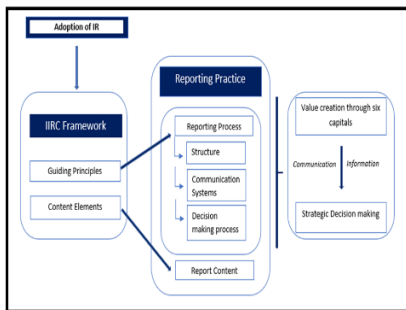 Adoption of IR
IIRC Framework
Guiding Principles
Content Elements
Reporting Practice
Reporting Process
Structure
Communication
Systems
Decision
making process
Report Content
Value creation through six
capitals
Communication
Information
Strategic Decision making